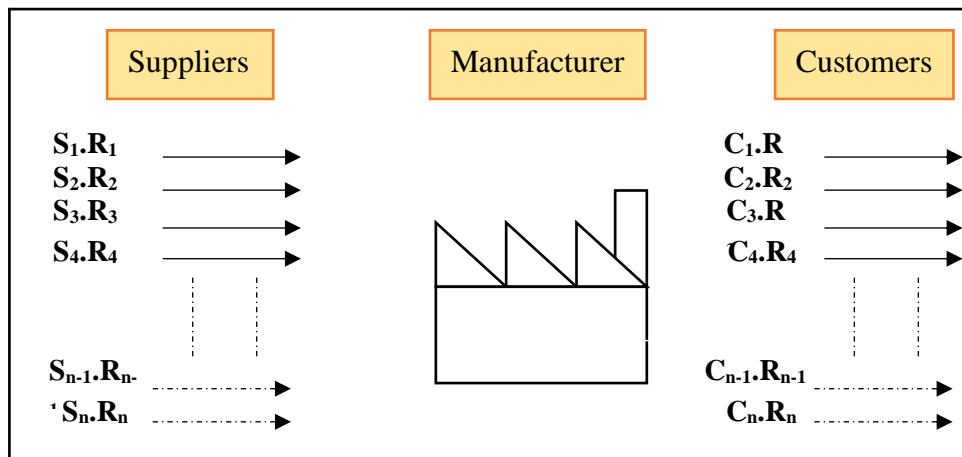 Suppliers
Manufacturer
Customers
S1.R1
S2.R2
S3.R3
S4.R4
Sn-1.Rn-
Sn.Rn
C1.R
C2.R2
C3.R
C4.R4
Cn-1.Rn-1
Cn.Rn